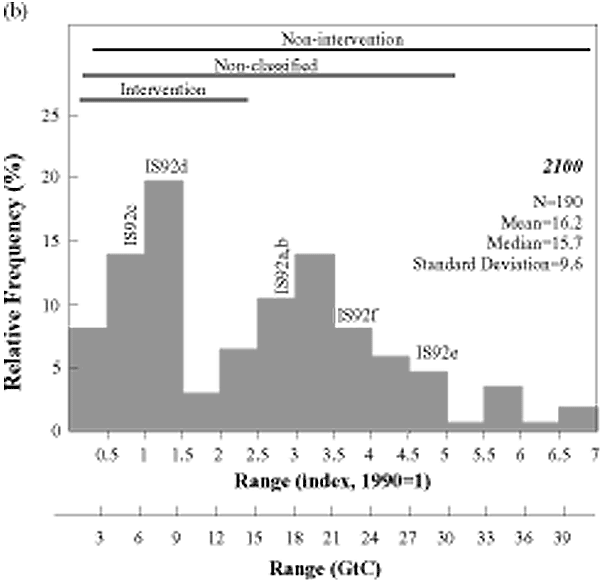 (b)
Non-intervention
Non-classified
Intervention
25
20
15
10
5
0
Relative Frequency (%)
IS92c
IS92d
IS92a,b
IS92f
IS92e
2100
N=190
Mean=16.2
Median=15.7
Standard Deviation=9.6
0.5 1 1.5 2 2.5 3 3.5 4 4.5 5 5.5 6 6.5 7
Range (index, 1990=1)
3 6 9 12 15 18 21 24 27 30 33 36 39
Range (GtC)